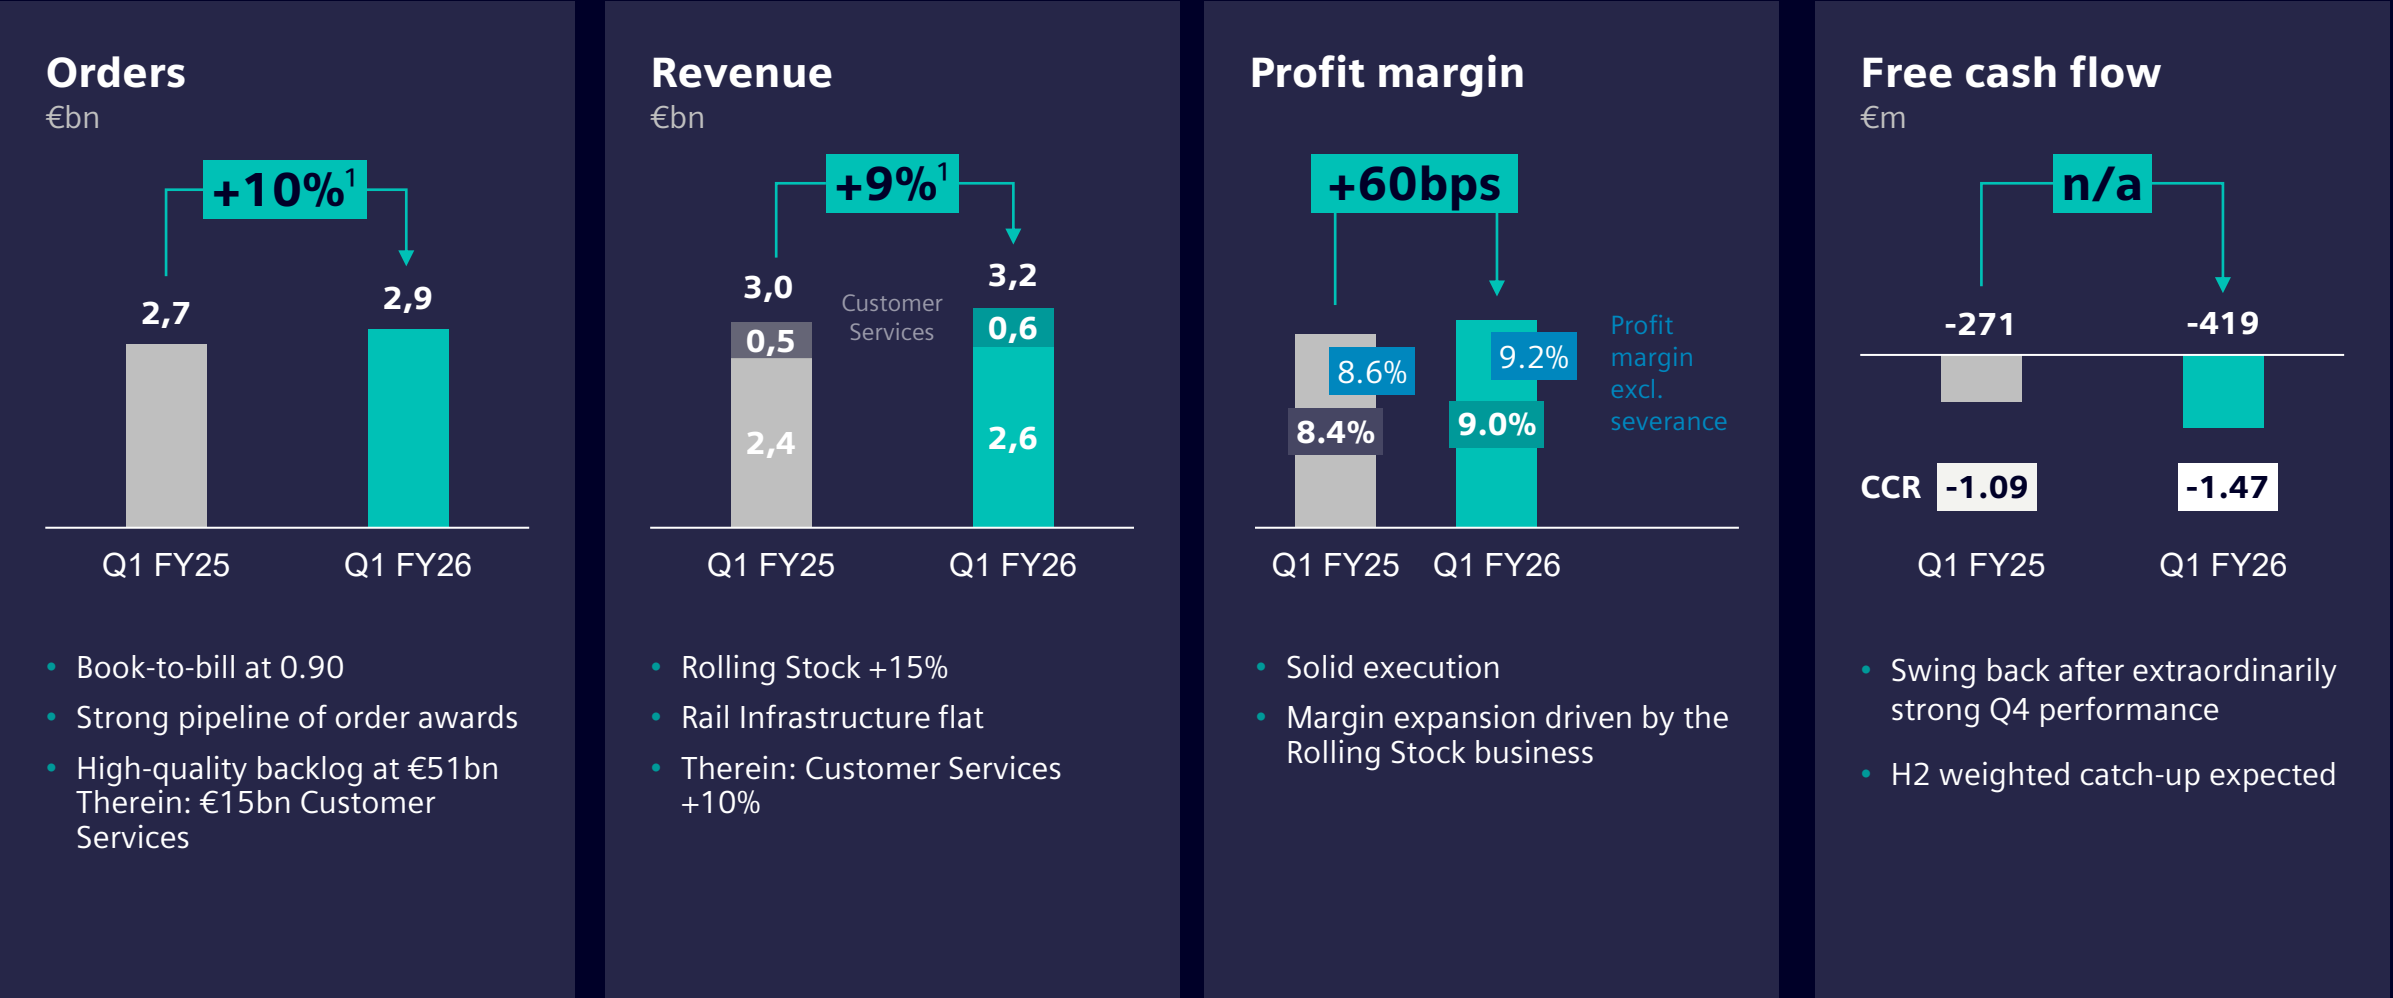 Orders
€bn
+10%1
2,7
2,9
Q1 FY25
Q1 FY26
• Book-to-bill at 0.90
• Strong pipeline of order awards
• High-quality backlog at €51bn
Therein: €15bn Customer
Services
Revenue
€bn
+9%1
3,0
3,2
Customer
Services
0,5
0,6
2,4
2,6
Q1 FY25
Q1 FY26
• Rolling Stock +15%
• Rail Infrastructure flat
• Therein: Customer Services
+10%
Profit margin
+60bps
8.6%
9.2%
Profit
margin
excl.
severance
8.4%
9.0%
Q1 FY25
Q1 FY26
• Solid execution
• Margin expansion driven by the
Rolling Stock business
Free cash flow
€m
n/a
-271
-419
CCR
-1.09
-1.47
Q1 FY25
Q1 FY26
• Swing back after extraordinarily
strong Q4 performance
• H2 weighted catch-up expected